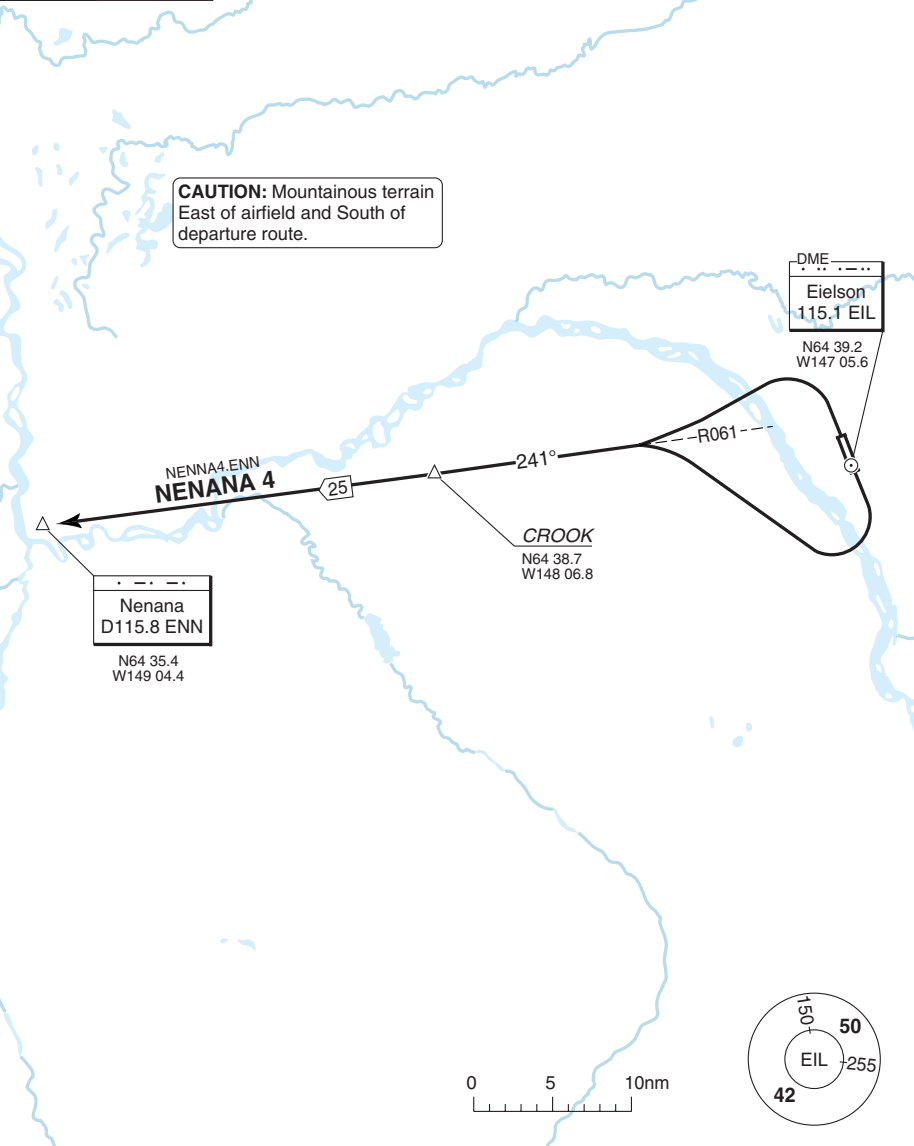 CAUTION: Mountainous terrain
East of airfield and South of
departure route.
DME
Eielson
115.1 EIL
N64 39.2
W147 05.6
R061
241°
NENNA4.ENN
NENANA 4
25
CROOK
N64 38.7
W148 06.8
Nenana
D115.8 ENN
N64 35.4
W149 04.4
0 5 10nm
150
50
EIL
255
42